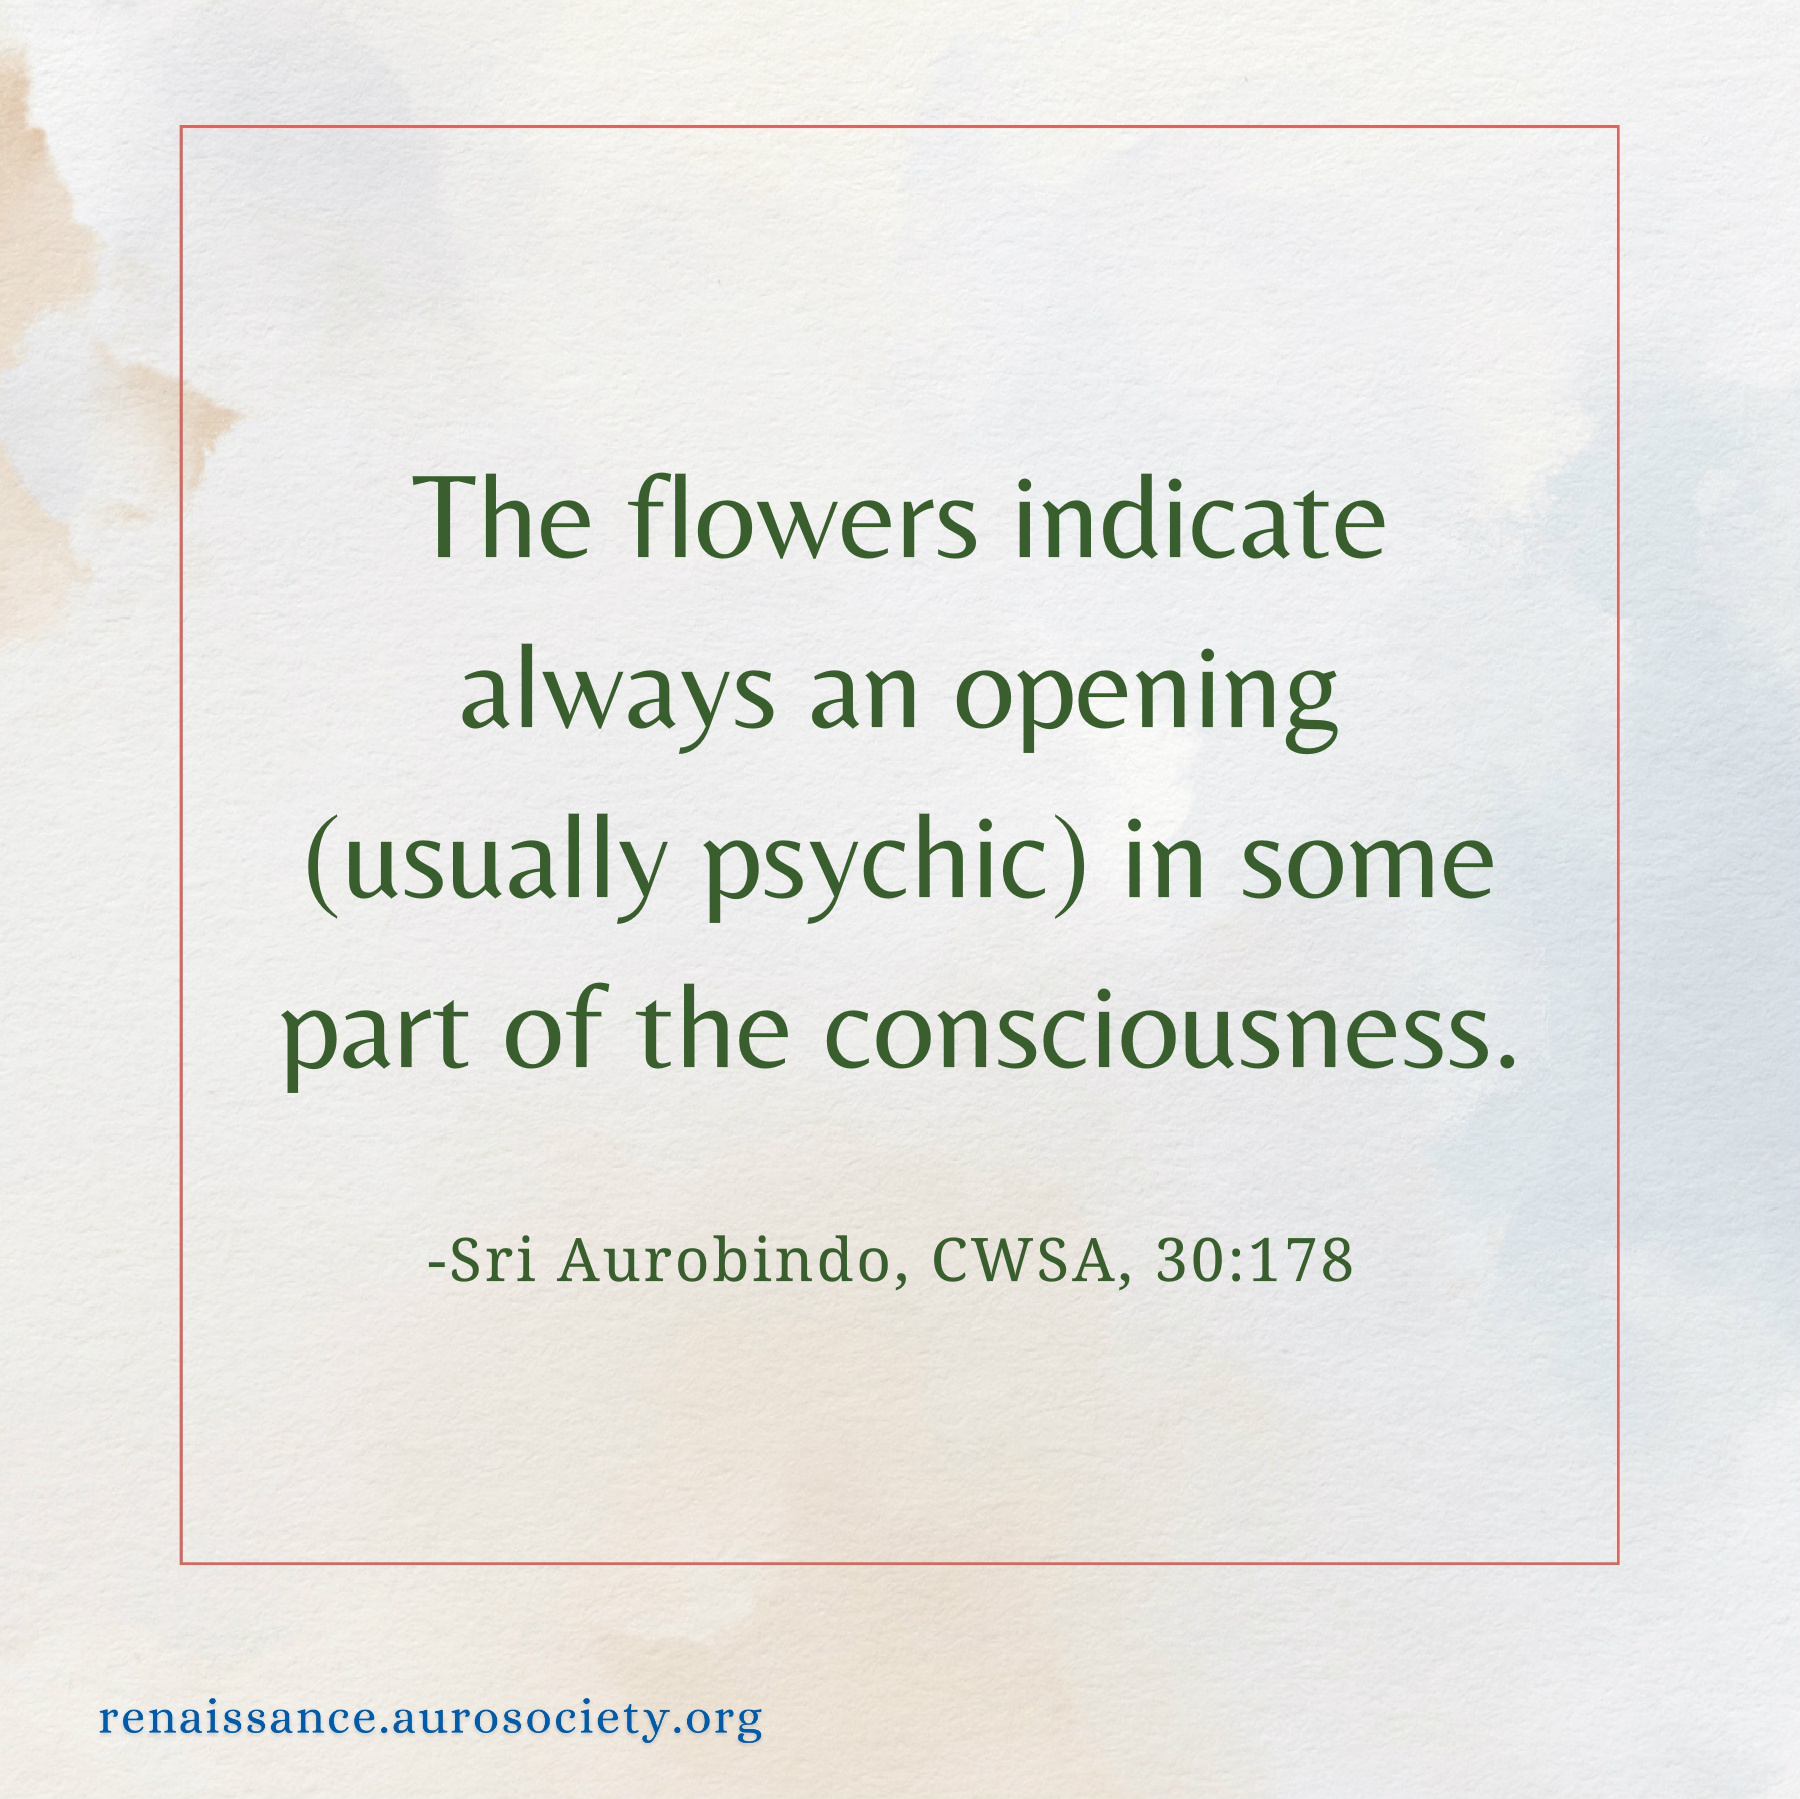 The flowers indicate
always an opening
(usually psychic) in some
part of the consciousness.
-Sri Aurobindo, CWSA, 30:178
renaissance.aurosociety.org